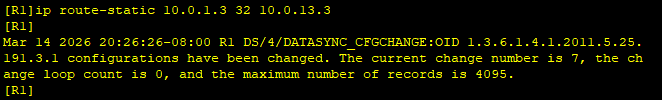 [R1]ip route-static 10.0.1.3 32 10.0.13.3
[R1]
Mar 14 2026 20:26:26-08:00 R1 DS/4/DATASYNC_CFGCHANGE:OID 1.3.6.1.4.1.2011.5.25.
191.3.1 configurations have been changed. The current change number is 7, the ch
ange loop count is 0, and the maximum number of records is 4095.
[R1]